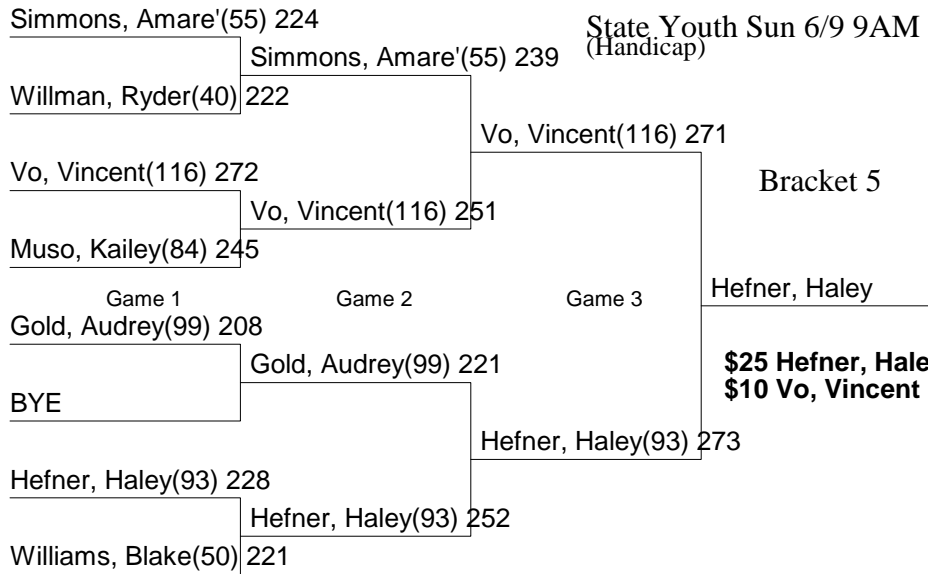 Simmons, Amare'(55) 224
State Youth Sun 6/9 9AM
(Handicap)
Simmons, Amare'(55) 239
Willman, Ryder(40) 222
Vo, Vincent(116) 271
Vo, Vincent(116) 272
Bracket 5
Vo, Vincent(116) 251
Muso, Kailey(84) 245
Game 1
Game 2
Game 3
Hefner, Haley
Gold, Audrey(99) 208
Gold, Audrey(99) 221
$25 Hefner, Hale
$10 Vo, Vincent
BYE
Hefner, Haley(93) 273
Hefner, Haley(93) 228
Hefner, Haley(93) 252
Williams, Blake(50) 221